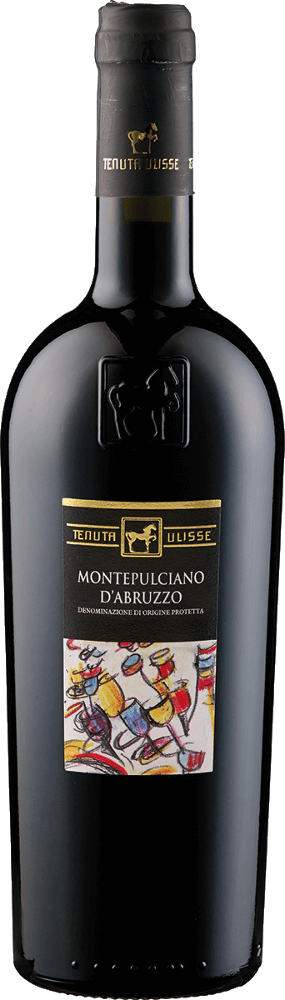 TENUTA ULISSE
TENUTA ULISSE
MONTEPULCIANO
D'ABRUZZO
DENOMINAZIONE DI ORIGINE PROTETTA